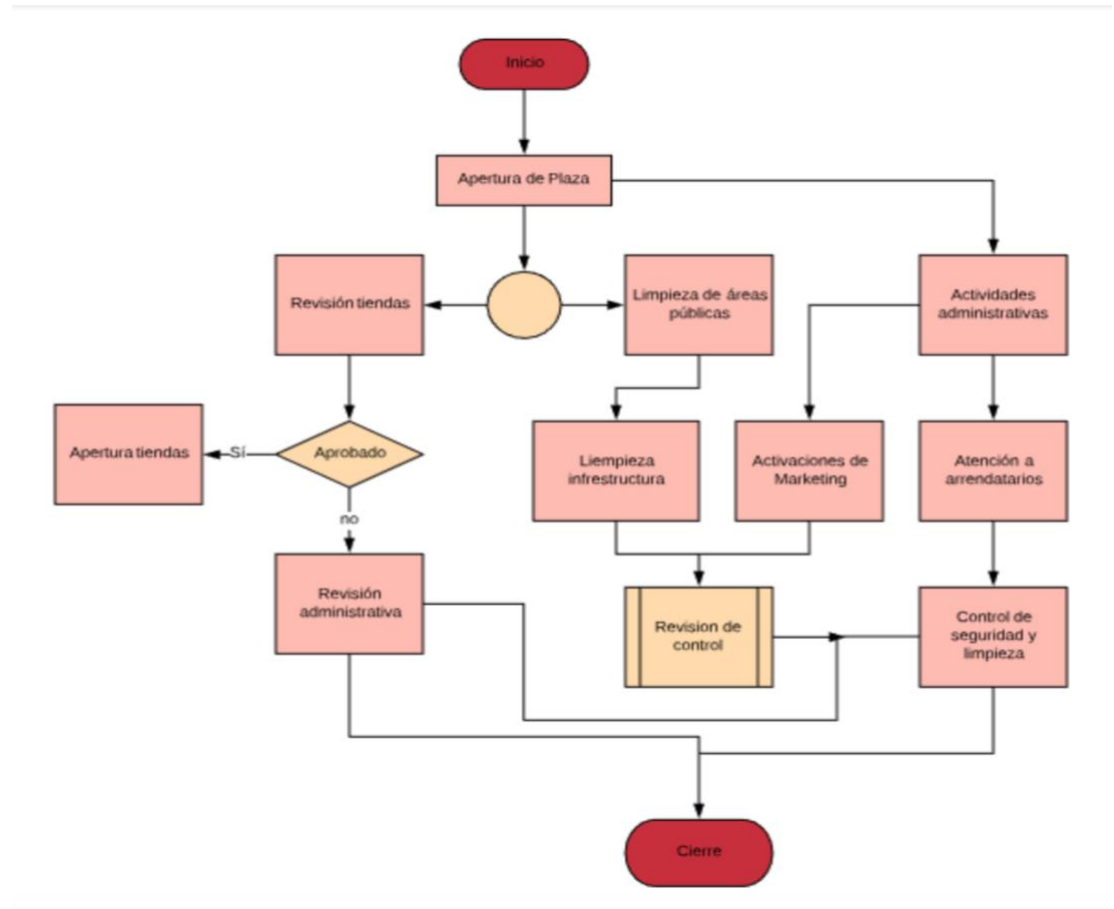 Inicio
Apertura de Plaza
Revisión tiendas
Limpieza de áreas
públicas
Actividades
administrativas
Apertura tiendas
Sí
Aprobado
Liempieza
infrestructura
Activaciones de
Marketing
Atención a
arrendatarios
no
Revisión
administrativa
Revision de
control
Control de
seguridad y
limpieza
Cierre